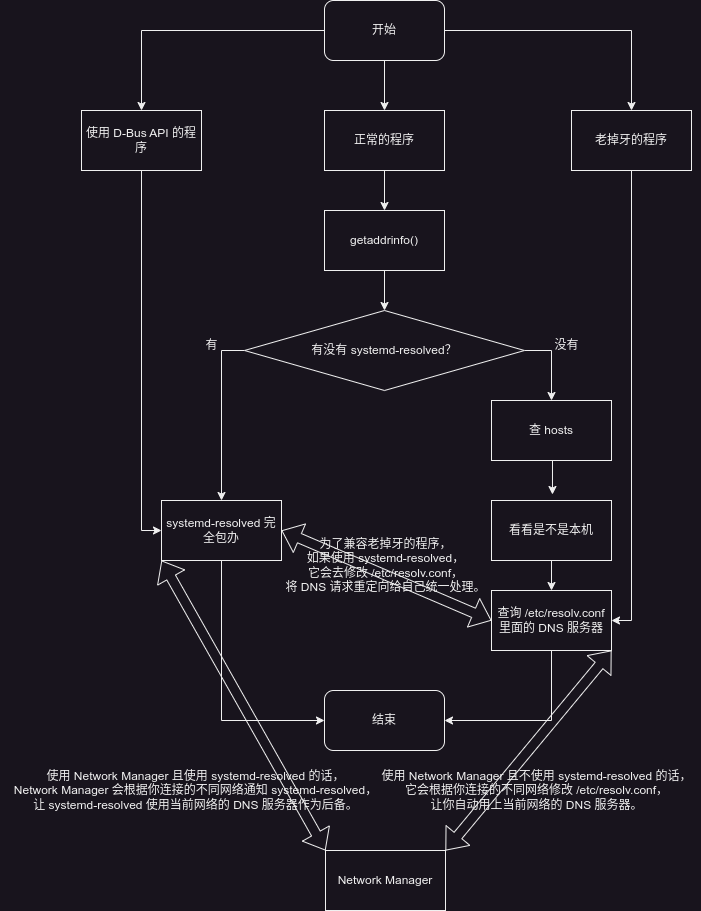 开始
使用 D-Bus API 的程
序
正常的程序
老掉牙的程序
getaddrinfo()
有没有 systemd-resolved?
有
没有
查 hosts
systemd-resolved 完
全包办
看看是不是本机
为了兼容老掉牙的程序，
如果使用 systemd-resolved，
它会去修改 /etc/resolv.conf，
将 DNS 请求重定向给自己统一处理。
查询 /etc/resolv.conf
里面的 DNS 服务器
结束
使用 Network Manager 且使用 systemd-resolved 的话，
Network Manager 会根据你连接的不同网络通知 systemd-resolved，
让 systemd-resolved 使用当前网络的 DNS 服务器作为后备。
使用 Network Manager 且不使用 systemd-resolved 的话，
它会根据你连接的不同网络修改 /etc/resolv.conf，
让你自动用上当前网络的 DNS 服务器。
Network Manager